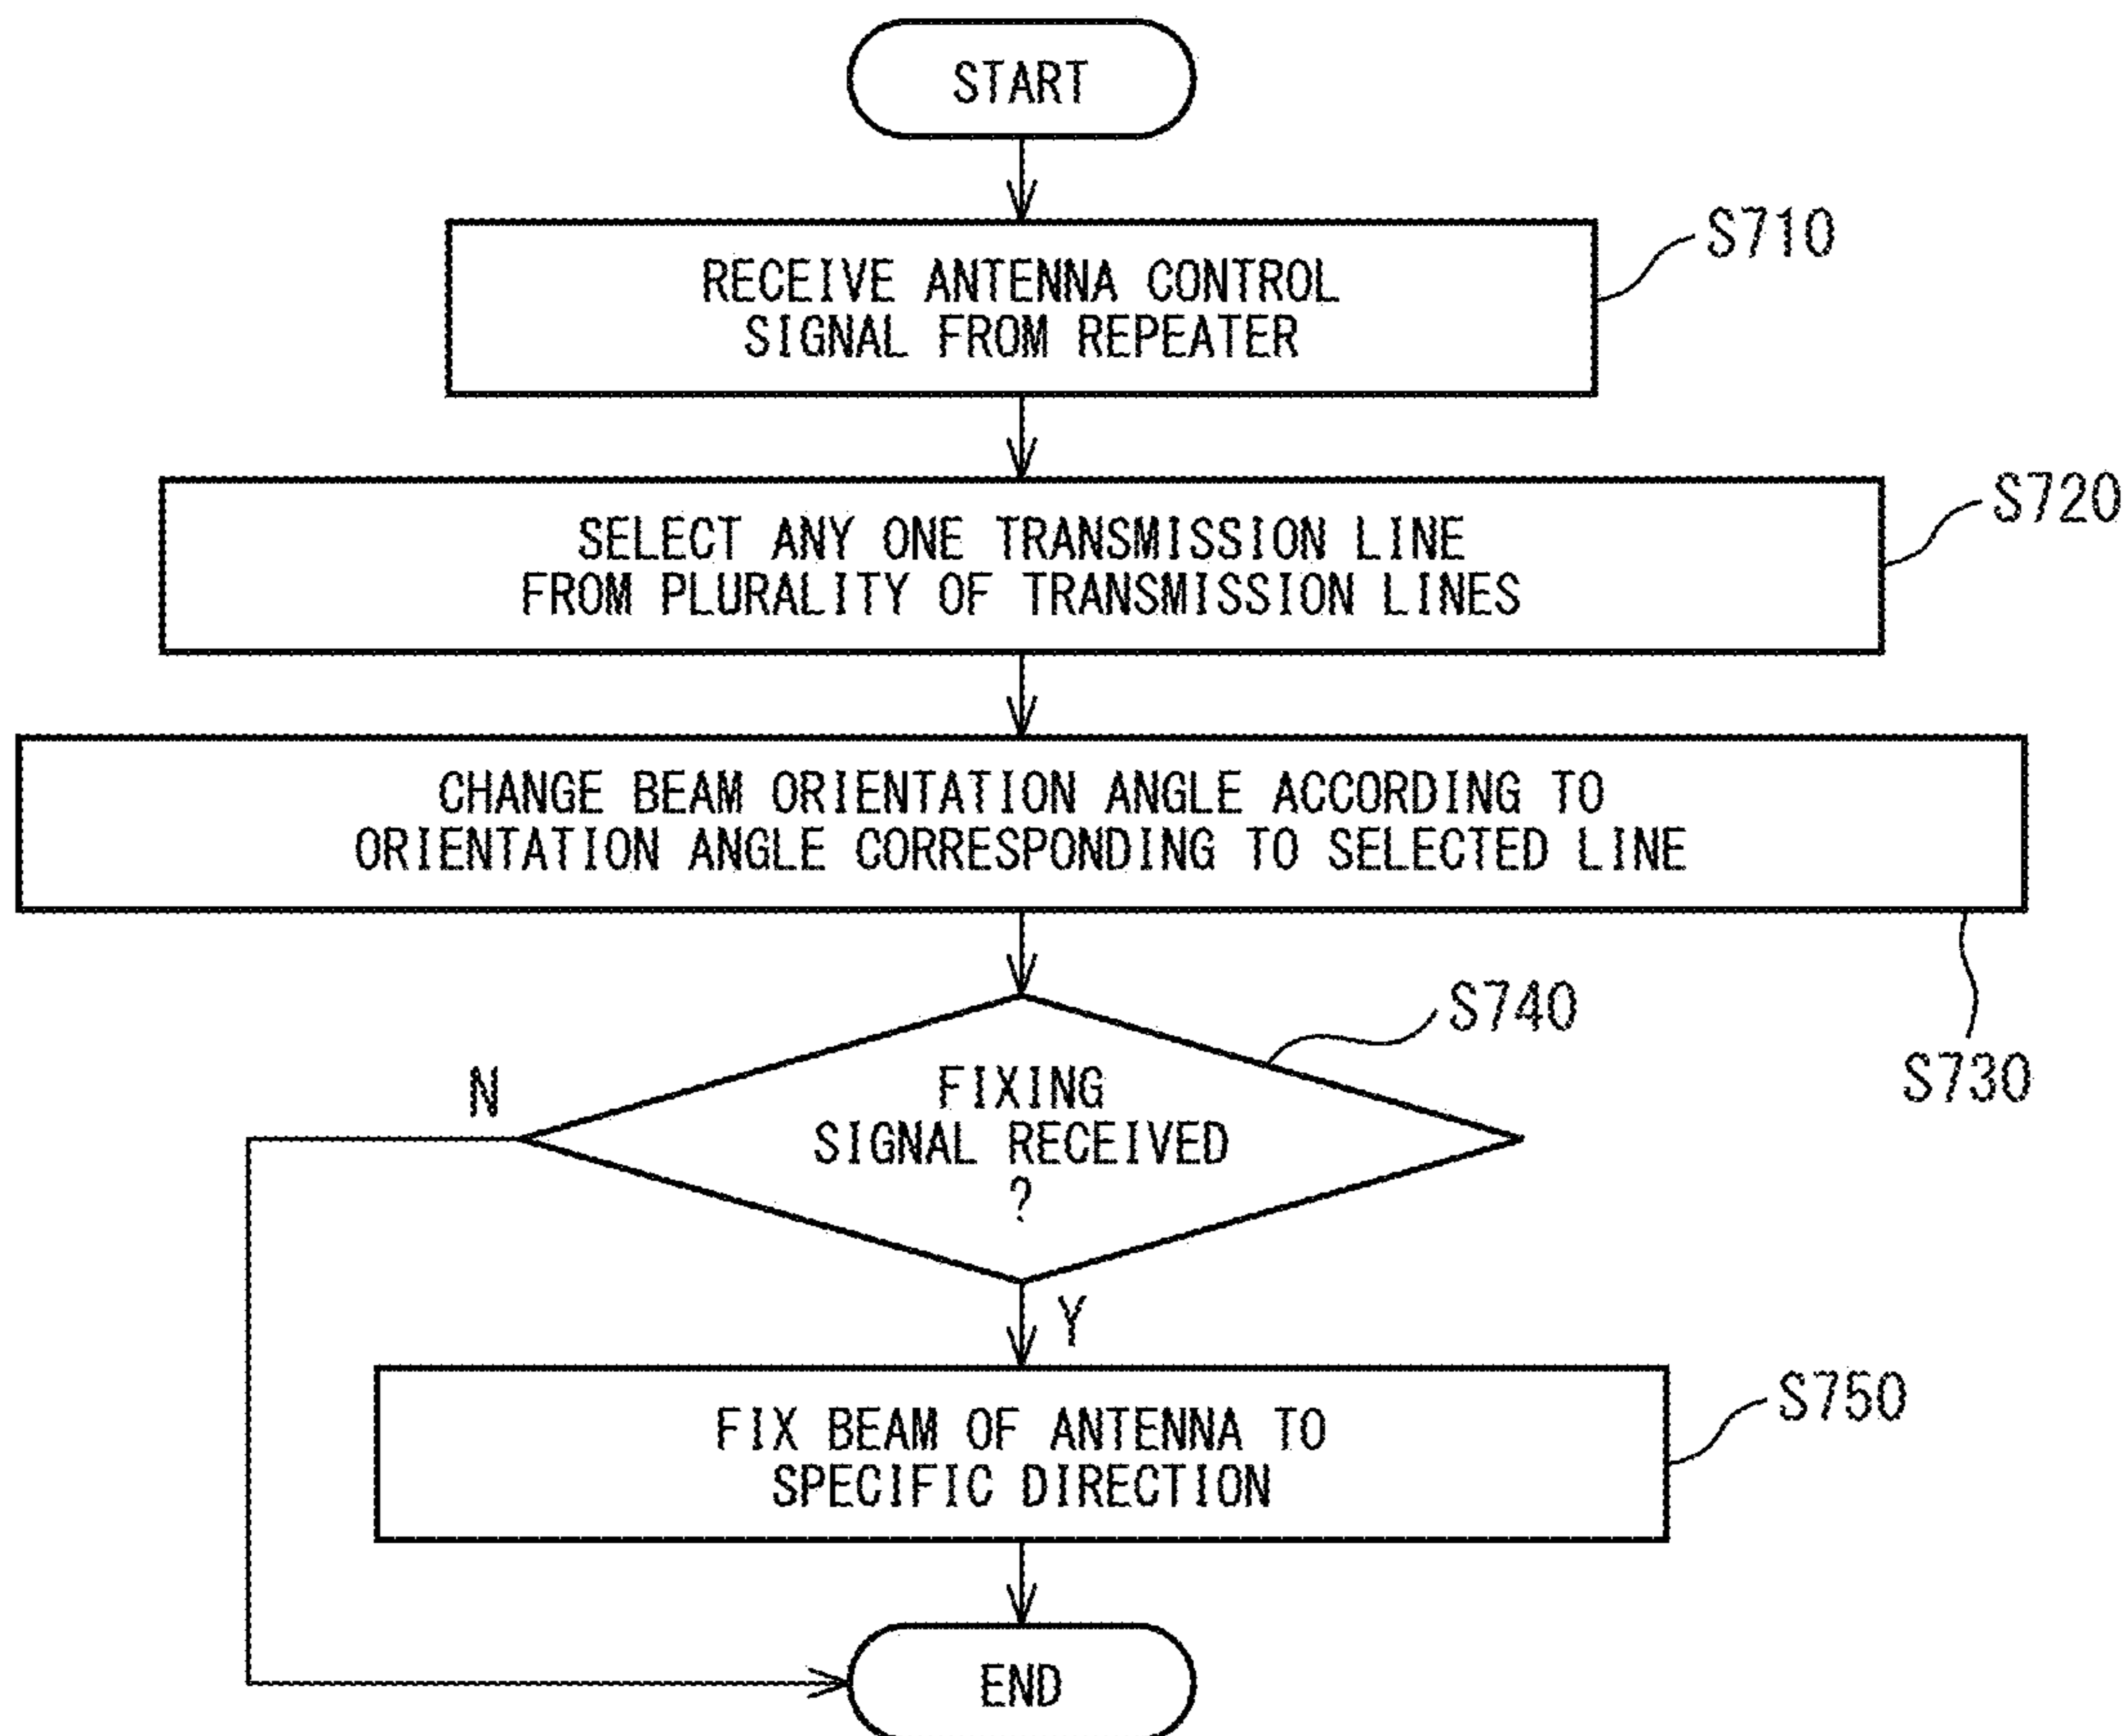 START
RECEIVE ANTENNA CONTROL
SIGNAL FROM REPEATER
S710
SELECT ANY ONE TRANSMISSION LINE
FROM PLURALITY OF TRANSMISSION LINES
S720
CHANGE BEAM ORIENTATION ANGLE ACCORDING TO
ORIENTATION ANGLE CORRESPONDING TO SELECTED LINE
S730
S740
FIXING
SIGNAL RECEIVED
?
N
Y
FIX BEAM OF ANTENNA TO
SPECIFIC DIRECTION
S750
END